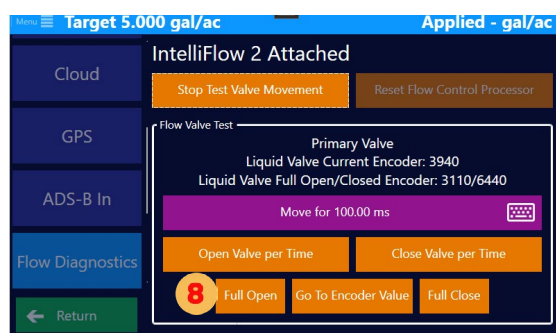 Menu Target 5.000 gal/ac Applied - gal/ac
IntelliFlow 2 Attached
Cloud
Stop Test Valve Movement Reset Flow Control Processor
Flow Valve Test
GPS
Primary Valve
Liquid Valve Current Encoder: 3940
Liquid Valve Full Open/Closed Encoder: 3110/6440
ADS-B In
Move for 100.00 ms
Flow Diagnostics
Open Valve per Time Close Valve per Time
8 Full Open Go To Encoder Value Full Close
Return